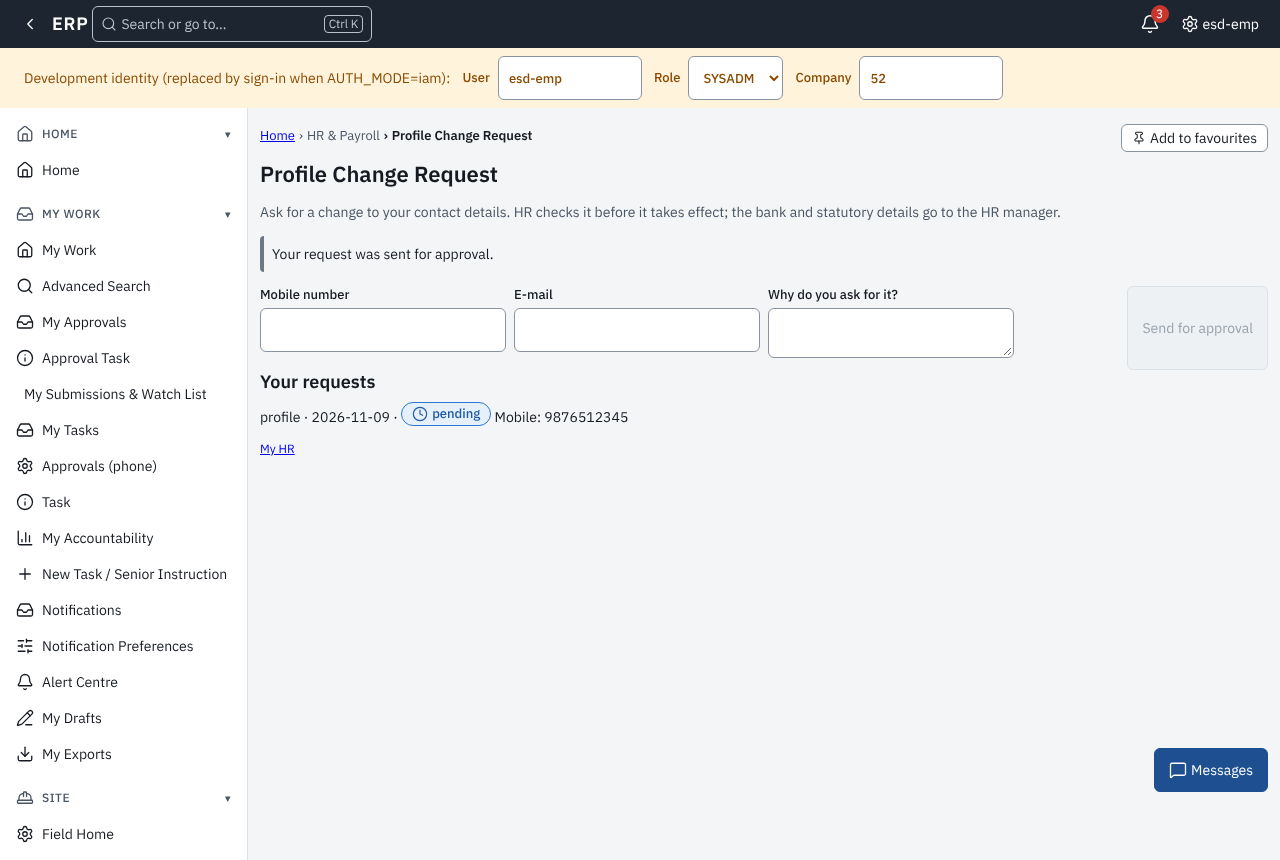 ERP
Search or go to...
Ctrl K
3
esd-emp
Development identity (replaced by sign-in when AUTH_MODE=iam):
User
esd-emp
Role
SYSADM
Company
52
HOME
Home
MY WORK
My Work
Advanced Search
My Approvals
Approval Task
My Submissions & Watch List
My Tasks
Approvals (phone)
Task
My Accountability
New Task / Senior Instruction
Notifications
Notification Preferences
Alert Centre
My Drafts
My Exports
SITE
Field Home
Home › HR & Payroll › Profile Change Request
Add to favourites
Profile Change Request
Ask for a change to your contact details. HR checks it before it takes effect; the bank and statutory details go to the HR manager.
Your request was sent for approval.
Mobile number
E-mail
Why do you ask for it?
Send for approval
Your requests
profile · 2026-11-09 · pending Mobile: 9876512345
My HR
Messages